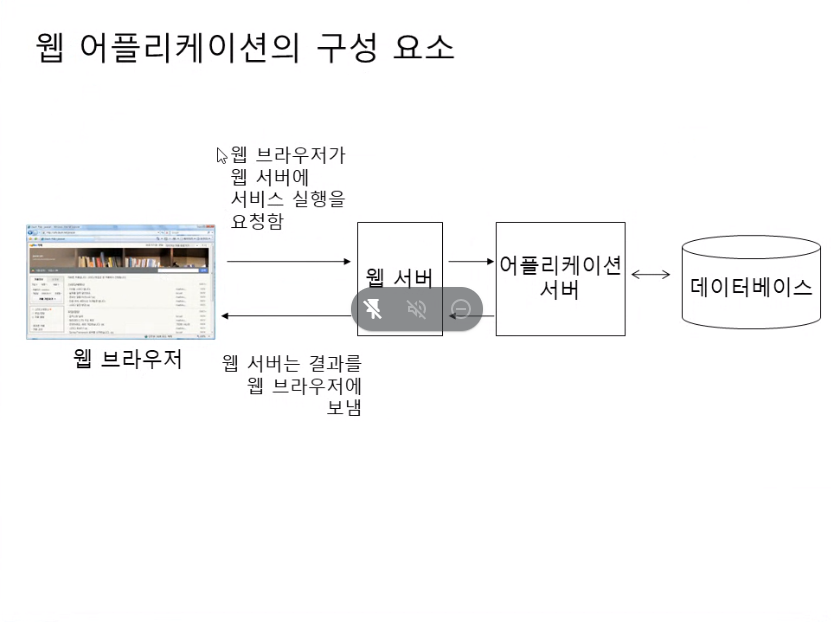 웹 어플리케이션의 구성 요소
웹 브라우저가
웹 서버에
서비스 실행을
요청함
웹 서버
어플리케이션
서버
데이터베이스
웹 브라우저
웹 서버는 결과를
웹 브라우저에
보냄